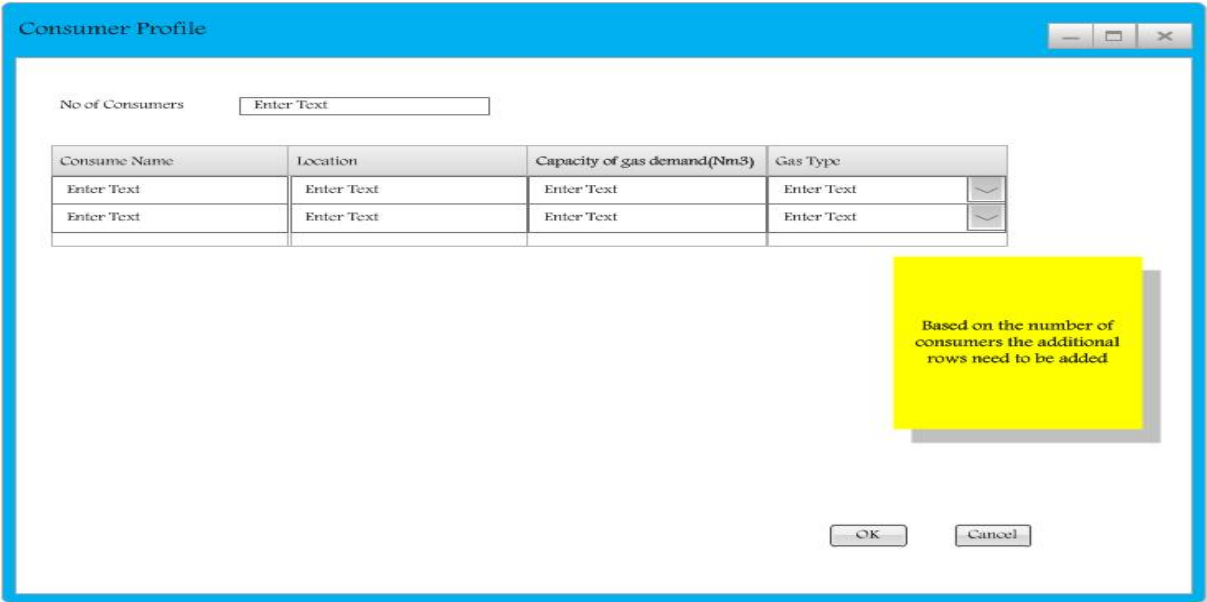 Consumer Profile
No of Consumers Enter Text
Consume Name Location Capacity of gas demand(Nm3) Gas Type
Enter Text Enter Text Enter Text Enter Text
Enter Text Enter Text Enter Text Enter Text
Based on the number of
consumers the additional
rows need to be added
OK Cancel